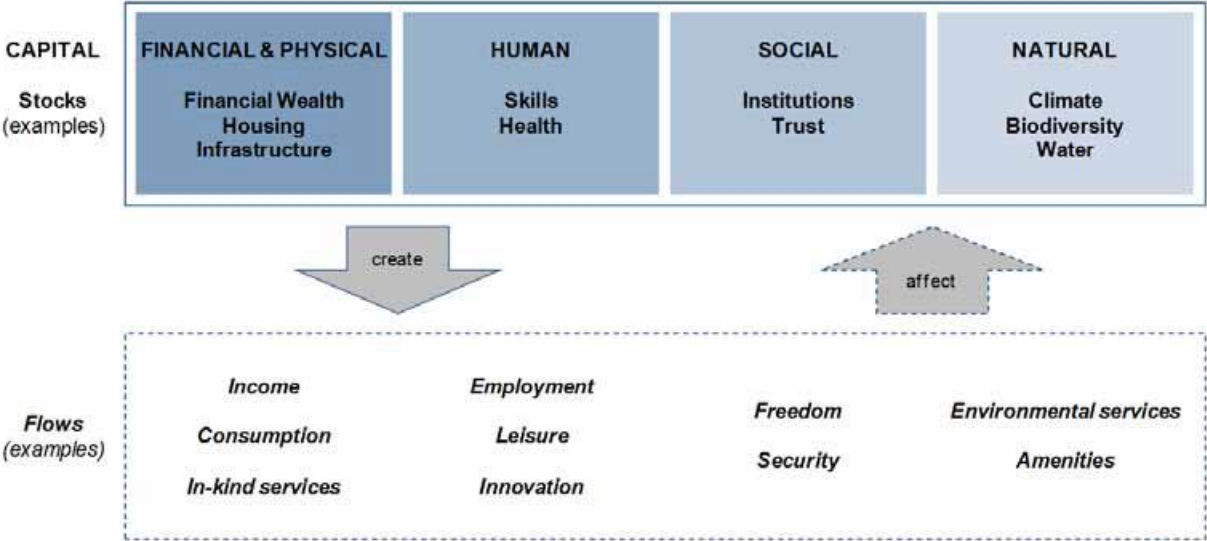 CAPITAL
FINANCIAL & PHYSICAL
HUMAN
SOCIAL
NATURAL
Stocks
(examples)
Financial Wealth
Housing
Infrastructure
Skills
Health
Institutions
Trust
Climate
Biodiversity
Water
create
affect
Flows
(examples)
Income
Consumption
In-kind services
Employment
Leisure
Innovation
Freedom
Security
Environmental services
Amenities